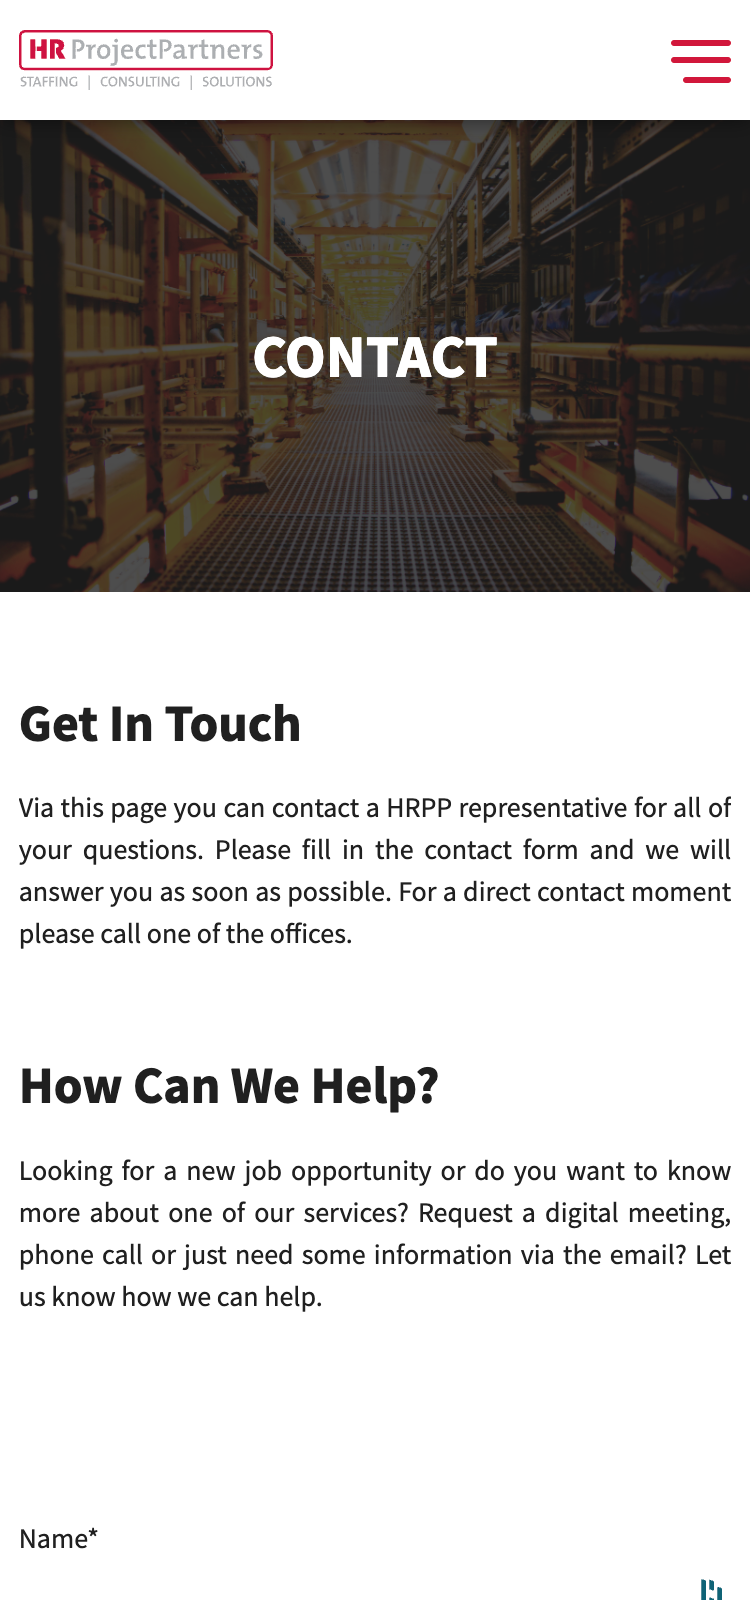 HR ProjectPartners
STAFFING | CONSULTING | SOLUTIONS
CONTACT
Get In Touch
Via this page you can contact a HRPP representative for all of
your questions. Please fill in the contact form and we will
answer you as soon as possible. For a direct contact moment
please call one of the offices.
How Can We Help?
Looking for a new job opportunity or do you want to know
more about one of our services? Request a digital meeting,
phone call or just need some information via the email? Let
us know how we can help.
Name*